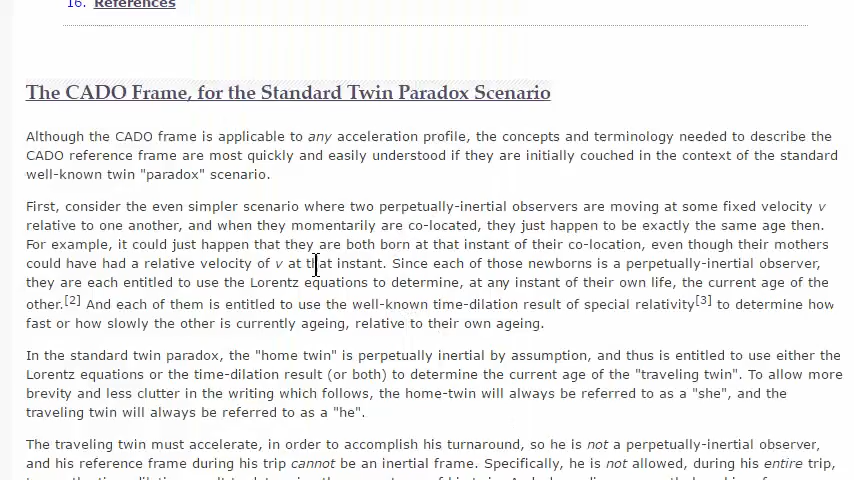 16. References
The CADO Frame, for the Standard Twin Paradox Scenario
Although the CADO frame is applicable to any acceleration profile, the concepts and terminology needed to describe the
CADO reference frame are most quickly and easily understood if they are initially couched in the context of the standard
well-known twin "paradox" scenario.
First, consider the even simpler scenario where two perpetually-inertial observers are moving at some fixed velocity v
relative to one another, and when they momentarily are co-located, they just happen to be exactly the same age then.
For example, it could just happen that they are both born at that instant of their co-location, even though their mothers
could have had a relative velocity of v at that instant. Since each of those newborns is a perpetually-inertial observer,
they are each entitled to use the Lorentz equations to determine, at any instant of their own life, the current age of the
other.[2] And each of them is entitled to use the well-known time-dilation result of special relativity[3] to determine how
fast or how slowly the other is currently ageing, relative to their own ageing.
In the standard twin paradox, the "home twin" is perpetually inertial by assumption, and thus is entitled to use either the
Lorentz equations or the time-dilation result (or both) to determine the current age of the "traveling twin". To allow more
brevity and less clutter in the writing which follows, the home-twin will always be referred to as a "she", and the
traveling twin will always be referred to as a "he".
The traveling twin must accelerate, in order to accomplish his turnaround, so he is not a perpetually-inertial observer,
and his reference frame during his trip cannot be an inertial frame. Specifically, he is not allowed, during his entire trip,